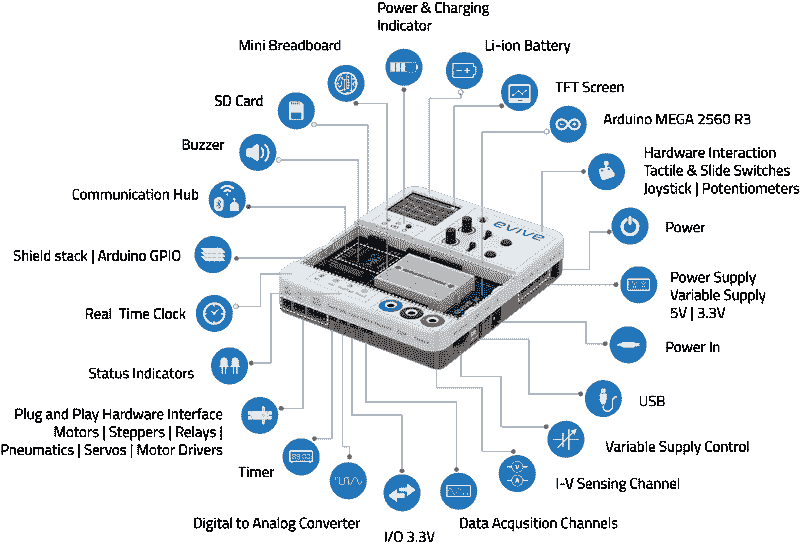 Power & Charging
Indicator
Mini Breadboard
Li-ion Battery
SD Card
TFT Screen
Arduino MEGA 2560 R3
Buzzer
Hardware Interaction
Tactile & Slide Switches
Joystick | Potentiometers
Communication Hub
evive
Power
Shield stack | Arduino GPIO
Power Supply
Variable Supply
5V | 3.3V
Real Time Clock
Power In
Status Indicators
USB
Plug and Play Hardware Interface
Motors | Steppers | Relays |
Pneumatics | Servos | Motor Drivers
Variable Supply Control
Timer
I-V Sensing Channel
Digital to Analog Converter
Data Acqusition Channels
I/O 3.3V